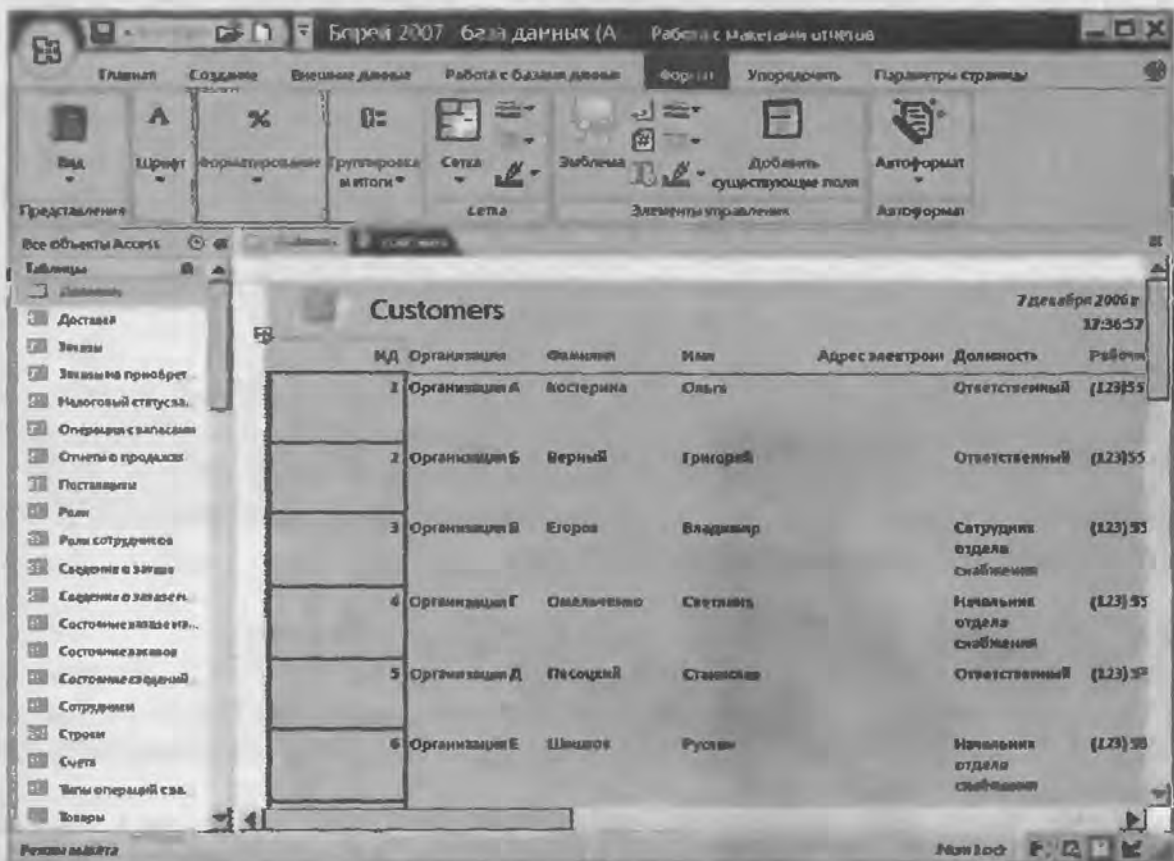 Борей 2007 база данных (А Работа с макетами отчетов
Главная Создание Внешние данные Работа с базами данных Формат Упорядочить Параметры страницы
Вид Шрифт Форматирование Группировка и итоги Сетка Эмблема Добавить существующие поля Автоформат
Представления Сетка Элементы управления Автоформат
Все объекты Access
Таблицы
Доставка
Заказы
Заказы на приобрет...
Налоговый статус за...
Операции с запасами
Отчеты о продажах
Поставщики
Роли
Роли сотрудников
Сведения о заказе
Сведения о заказе н...
Состояние заказе на...
Состояние заказов
Состояние сведений
Сотрудники
Строки
Счета
Типы операций с за...
Товары
Customers
7 декабря 2006 г
17:36:57
ИД Организация Фамилия Имя Адрес электрон Должность Рабочи
1 Организация А Костерина Ольга Ответственный (123)55
2 Организация Б Верный Григорий Ответственный (123)55
3 Организация В Егоров Владимир Сотрудник отдела снабжения (123)55
4 Организация Г Омельченко Светлана Начальник отдела снабжения (123)55
5 Организация Д Песоцкий Станислав Ответственный (123)55
6 Организация Е Шашков Руслан Начальник отдела снабжения (123)55
Режим макета
Num Lock